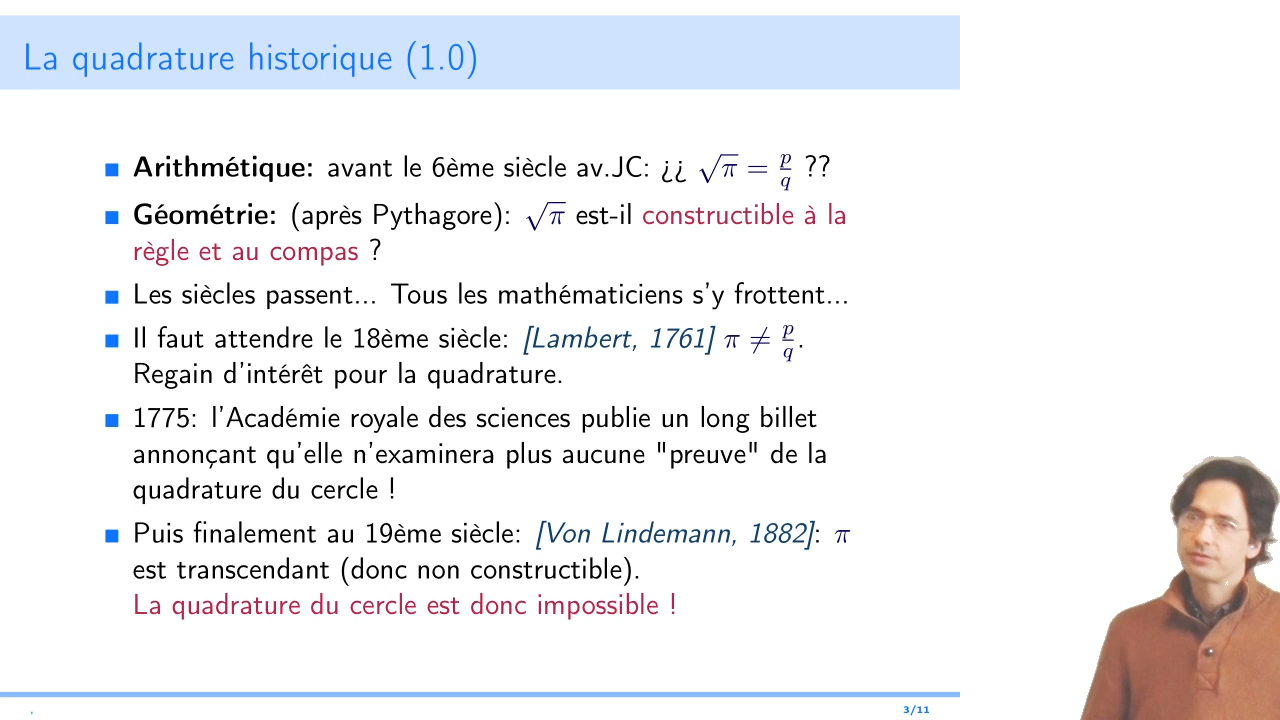 La quadrature historique (1.0)
Arithmétique: avant le 6ème siècle av.JC: ¿¿ √π = p/q ??
Géométrie: (après Pythagore): √π est-il constructible à la
règle et au compas ?
Les siècles passent... Tous les mathématiciens s'y frottent...
Il faut attendre le 18ème siècle: [Lambert, 1761] π ≠ p/q.
Regain d'intérêt pour la quadrature.
1775: l'Académie royale des sciences publie un long billet
annonçant qu'elle n'examinera plus aucune "preuve" de la
quadrature du cercle !
Puis finalement au 19ème siècle: [Von Lindemann, 1882]: π
est transcendant (donc non constructible).
La quadrature du cercle est donc impossible !
,
3/11